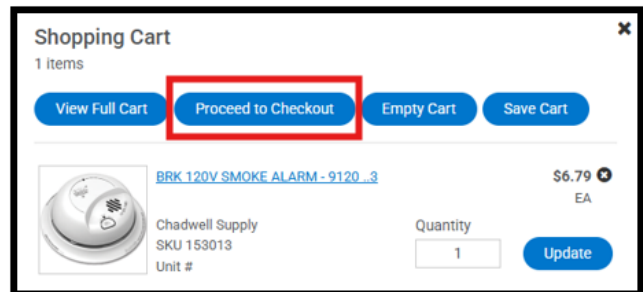 Shopping Cart
1 items
View Full Cart Proceed to Checkout Empty Cart Save Cart
BRK 120V SMOKE ALARM - 9120 ..3 $6.79
EA
Chadwell Supply Quantity
SKU 153013 1 Update
Unit #